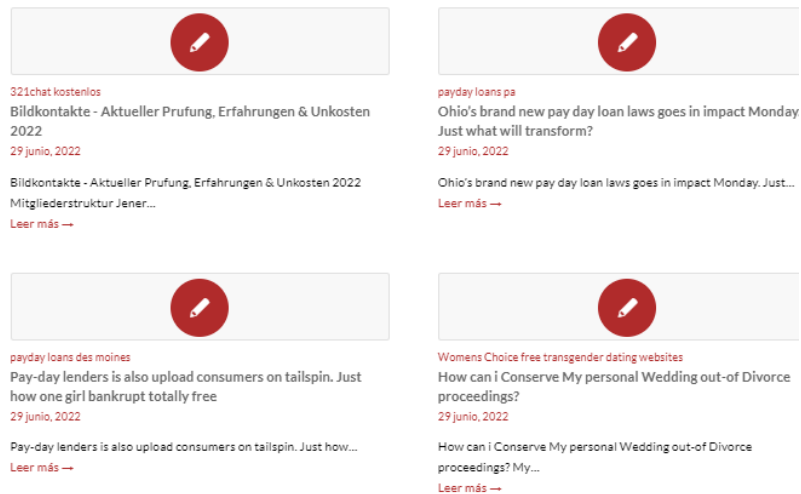 321chat kostenlos
Bildkontakte - Aktueller Prufung, Erfahrungen & Unkosten
2022
29 junio, 2022
Bildkontakte - Aktueller Prufung, Erfahrungen & Unkosten 2022
Mitgliederstruktur Jener...
Leer más →
payday loans pa
Ohio's brand new pay day loan laws goes in impact Monday.
Just what will transform?
29 junio, 2022
Ohio's brand new pay day loan laws goes in impact Monday. Just...
Leer más →
payday loans des moines
Pay-day lenders is also upload consumers on tailspin. Just
how one girl bankrupt totally free
29 junio, 2022
Pay-day lenders is also upload consumers on tailspin. Just how...
Leer más →
Womens Choice free transgender dating websites
How can i Conserve My personal Wedding out-of Divorce
proceedings?
29 junio, 2022
How can i Conserve My personal Wedding out-of Divorce
proceedings? My...
Leer más →